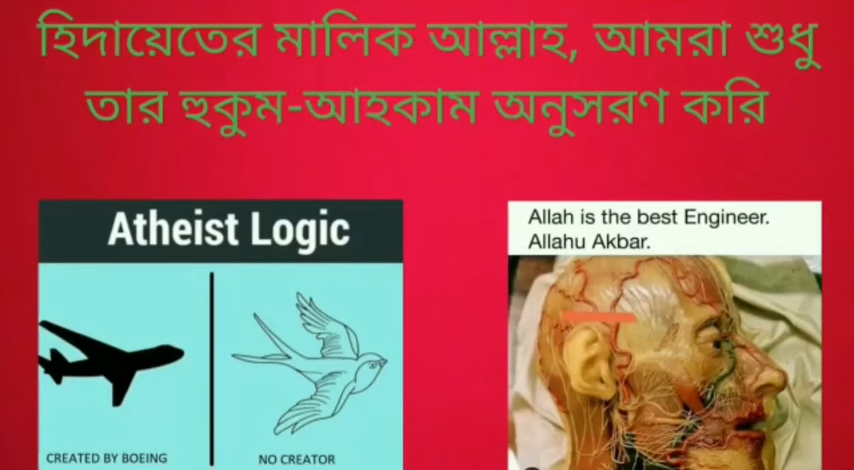 হিদায়েতের মালিক আল্লাহ, আমরা শুধু
তার হুকুম-আহকাম অনুসরণ করি
Atheist Logic
CREATED BY BOEING
NO CREATOR
Allah is the best Engineer.
Allahu Akbar.